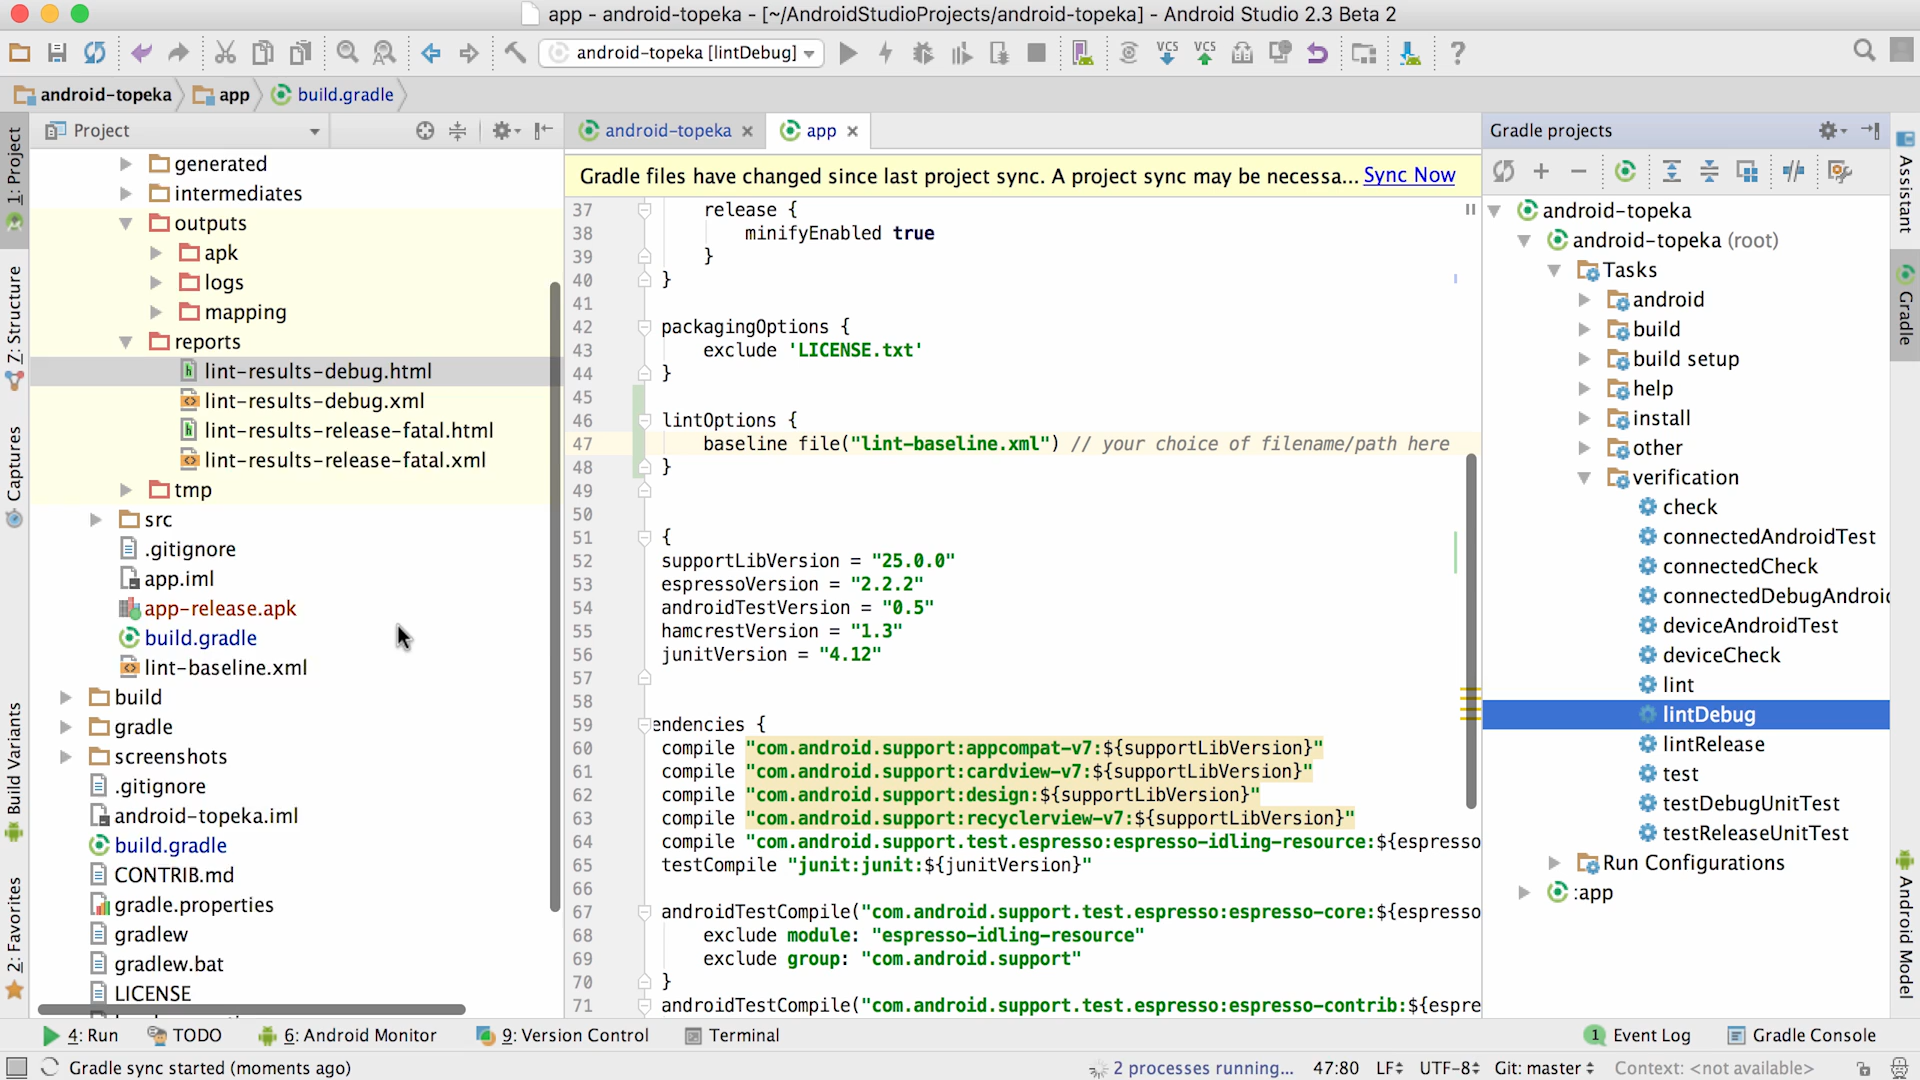 app - android-topeka - [~/AndroidStudioProjects/android-topeka] - Android Studio 2.3 Beta 2
android-topeka [lintDebug]
VCS VCS
?
android-topeka app build.gradle
1: Project
Z: Structure
Captures
Build Variants
2: Favorites
Project
generated
intermediates
outputs
apk
logs
mapping
reports
lint-results-debug.html
lint-results-debug.xml
lint-results-release-fatal.html
lint-results-release-fatal.xml
tmp
src
.gitignore
app.iml
app-release.apk
build.gradle
lint-baseline.xml
build
gradle
screenshots
.gitignore
android-topeka.iml
build.gradle
CONTRIB.md
gradle.properties
gradlew
gradlew.bat
LICENSE
android-topeka app
Gradle files have changed since last project sync. A project sync may be necessa... Sync Now
37 release {
38 minifyEnabled true
39 }
40 }
41
42 packagingOptions {
43 exclude 'LICENSE.txt'
44 }
45
46 lintOptions {
47 baseline file("lint-baseline.xml") // your choice of filename/path here
48 }
49
50
51 {
52 supportLibVersion = "25.0.0"
53 espressoVersion = "2.2.2"
54 androidTestVersion = "0.5"
55 hamcrestVersion = "1.3"
56 junitVersion = "4.12"
57
58
59 endencies {
60 compile "com.android.support:appcompat-v7:${supportLibVersion}"
61 compile "com.android.support:cardview-v7:${supportLibVersion}"
62 compile "com.android.support:design:${supportLibVersion}"
63 compile "com.android.support:recyclerview-v7:${supportLibVersion}"
64 compile "com.android.support.test.espresso:espresso-idling-resource:${espresso
65 testCompile "junit:junit:${junitVersion}"
66
67 androidTestCompile("com.android.support.test.espresso:espresso-core:${espresso
68 exclude module: "espresso-idling-resource"
69 exclude group: "com.android.support"
70 }
71 androidTestCompile("com.android.support.test.espresso:espresso-contrib:${espre
Gradle projects
android-topeka
android-topeka (root)
Tasks
android
build
build setup
help
install
other
verification
check
connectedAndroidTest
connectedCheck
connectedDebugAndroid
deviceAndroidTest
deviceCheck
lint
lintDebug
lintRelease
test
testDebugUnitTest
testReleaseUnitTest
Run Configurations
:app
Assistant
Gradle
Android Model
4: Run TODO 6: Android Monitor 9: Version Control Terminal 1 Event Log Gradle Console
Gradle sync started (moments ago) 2 processes running... 47:80 LF UTF-8 Git: master Context: <not available>